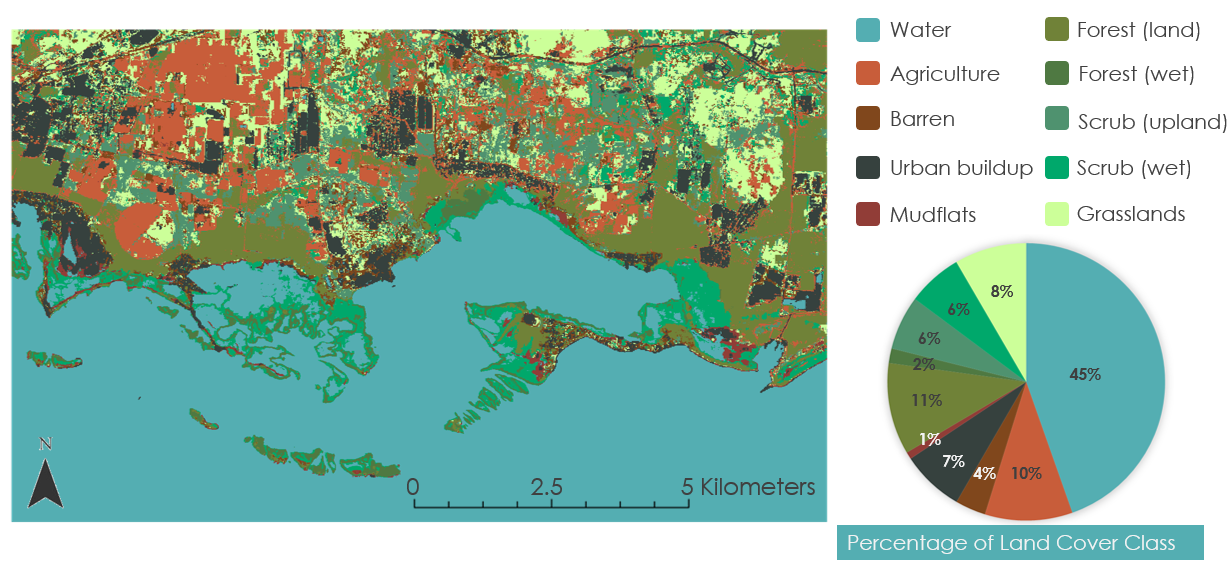 Water
Forest (land)
Agriculture
Forest (wet)
Barren
Scrub (upland)
Urban buildup
Scrub (wet)
Mudflats
Grasslands
8%
6%
6%
2%
45%
11%
1%
7%
4%
10%
N
0 2.5 5 Kilometers
Percentage of Land Cover Class